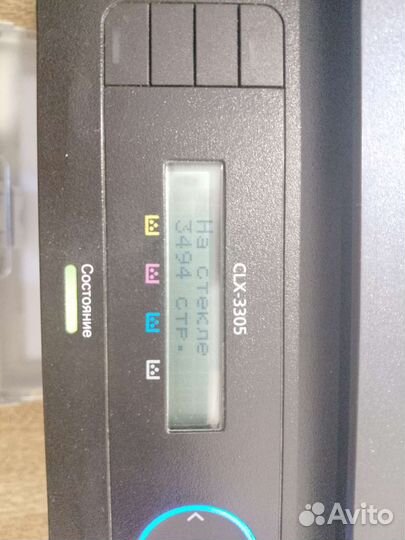 CLX-3305
На стекле
3494 стр.
Состояние
Avito